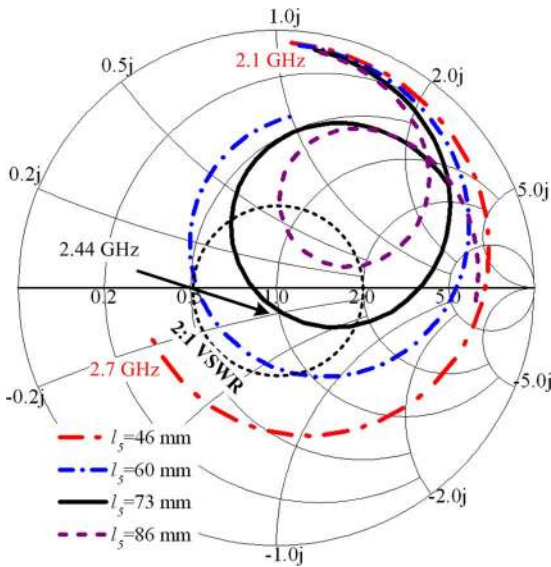 1.0j
2.1 GHz
0.5j
2.0j
0.2j
5.0j
2.44 GHz
0.2
1.0
2.0
5.0
2:1 VSWR
2.7 GHz
-0.2j
-5.0j
l5=46 mm
l5=60 mm
l5=73 mm
l5=86 mm
-2.0j
-1.0j